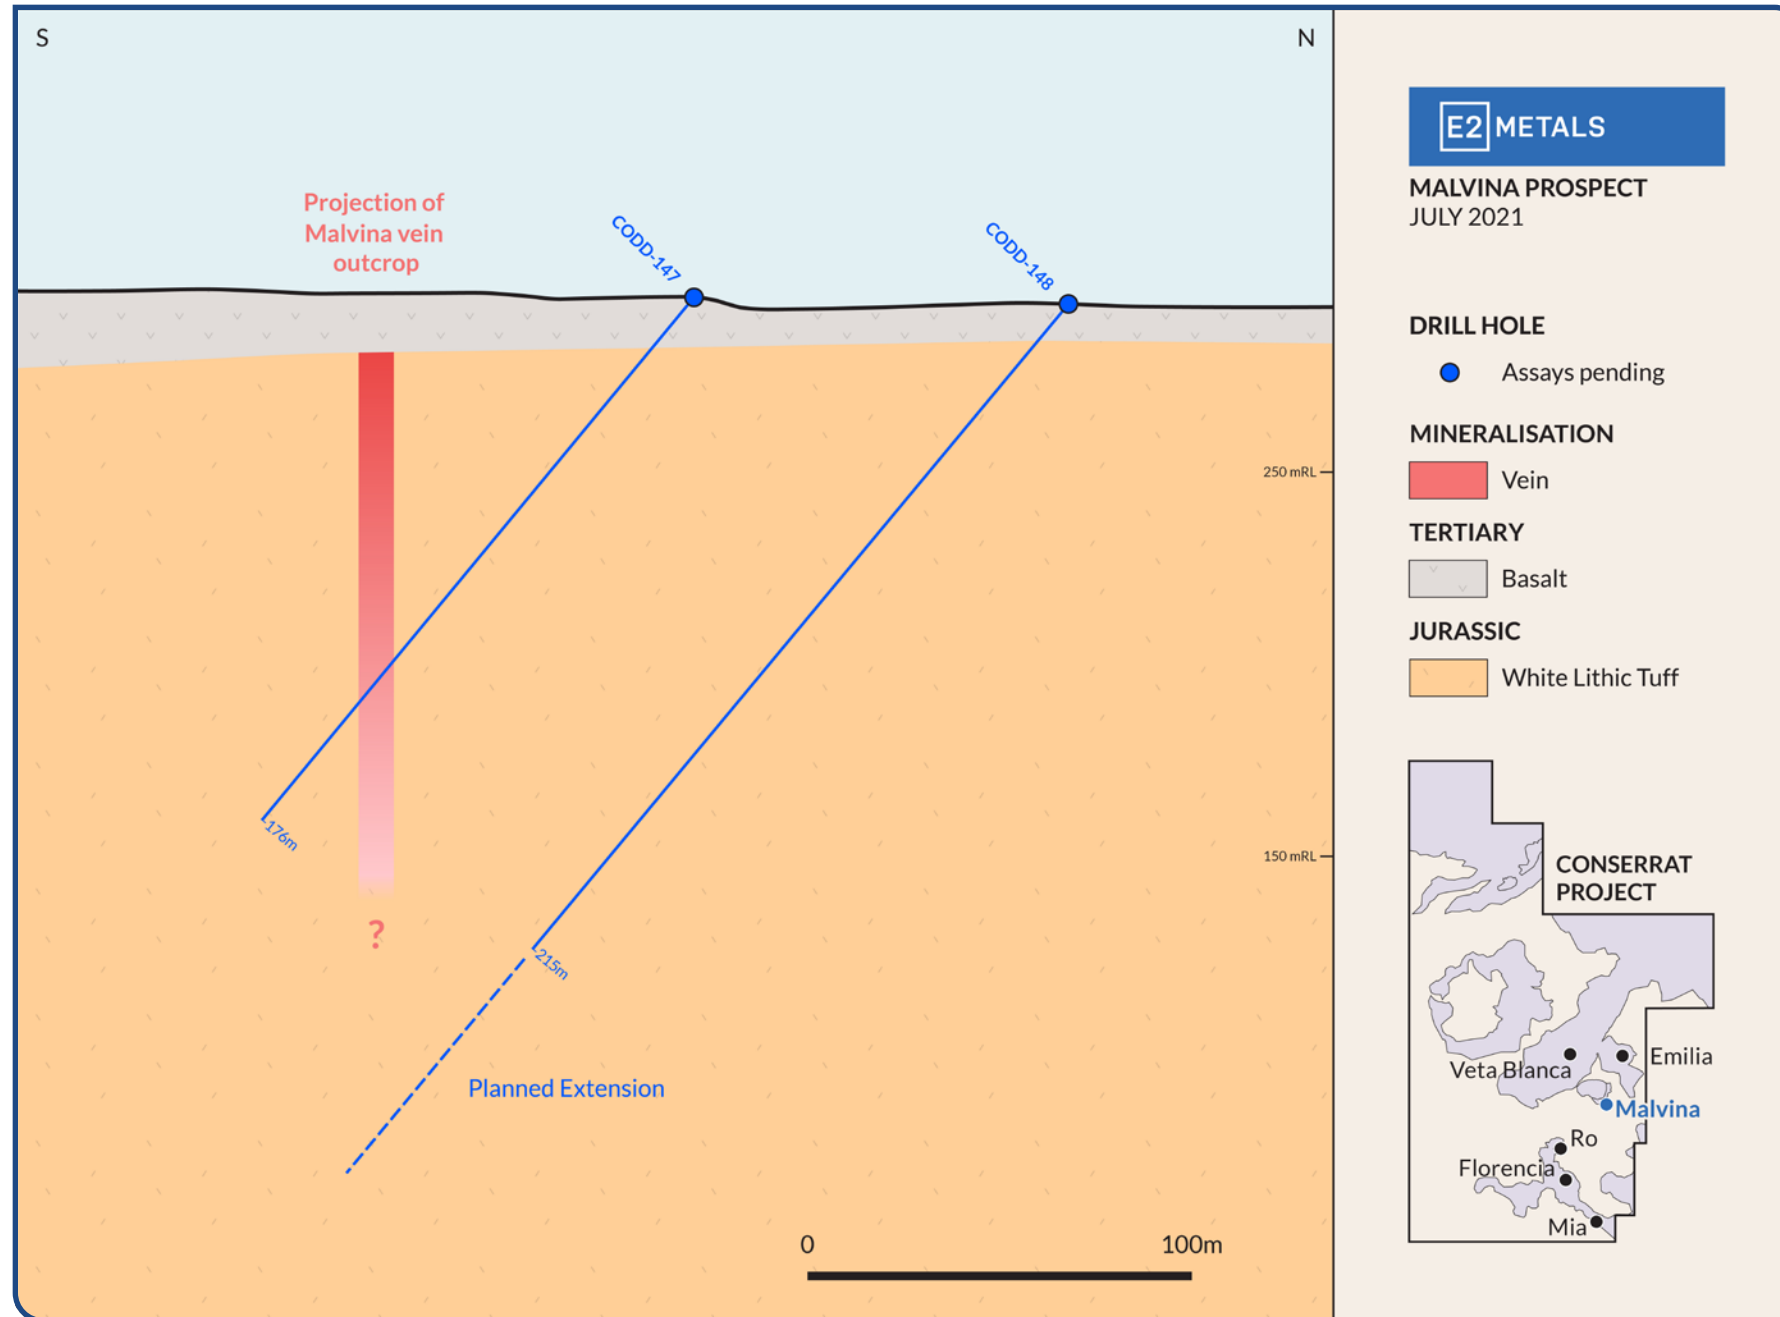 S
N
Projection of
Malvina vein
outcrop
CODD-147
CODD-148
250 mRL
150 mRL
176m
215m
?
Planned Extension
0
100m
E2 METALS
MALVINA PROSPECT
JULY 2021
DRILL HOLE
Assays pending
MINERALISATION
Vein
TERTIARY
Basalt
JURASSIC
White Lithic Tuff
CONSERRAT
PROJECT
Veta Blanca
Emilia
Malvina
Ro
Florencia
Mia